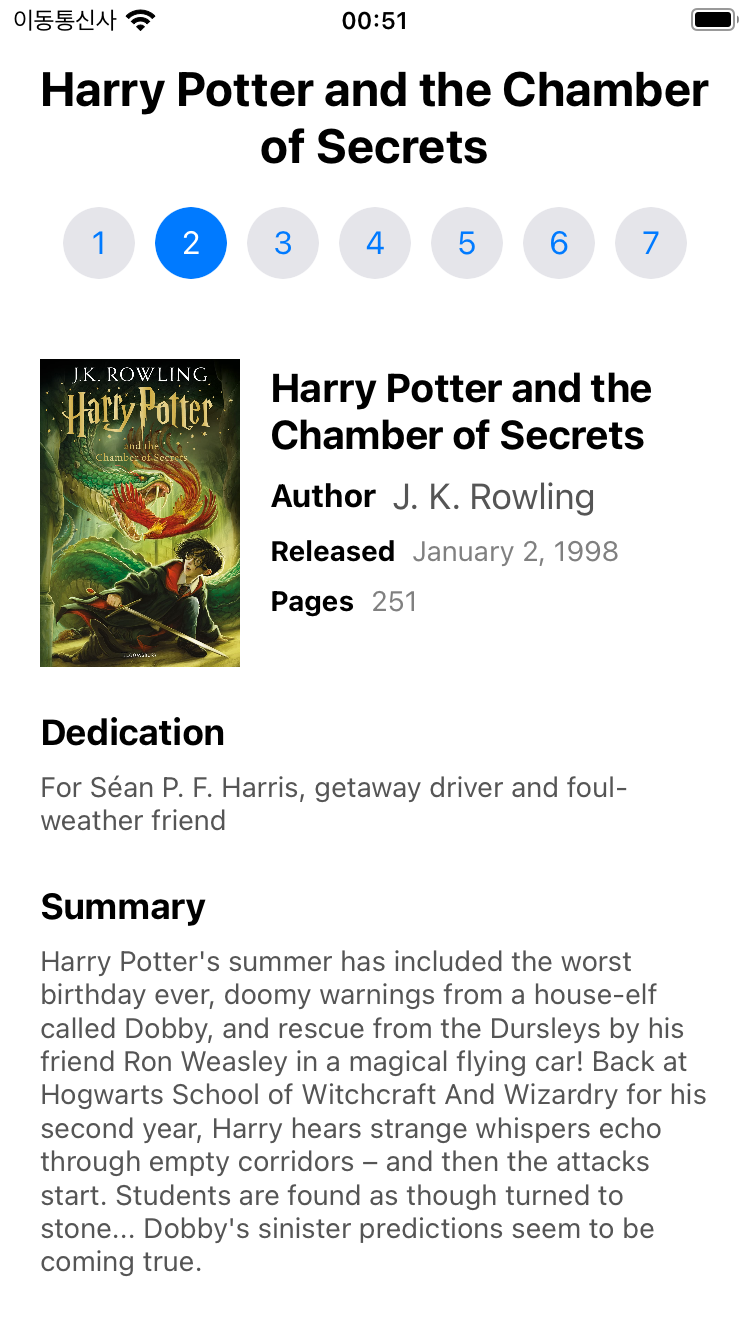 이동통신사
00:51
Harry Potter and the Chamber
of Secrets
1 2 3 4 5 6 7
J.K. ROWLING
Harry Potter
and the
Chamber of Secrets
BLOOMSBURY
Harry Potter and the
Chamber of Secrets
Author J. K. Rowling
Released January 2, 1998
Pages 251
Dedication
For Séan P. F. Harris, getaway driver and foul-
weather friend
Summary
Harry Potter's summer has included the worst
birthday ever, doomy warnings from a house-elf
called Dobby, and rescue from the Dursleys by his
friend Ron Weasley in a magical flying car! Back at
Hogwarts School of Witchcraft And Wizardry for his
second year, Harry hears strange whispers echo
through empty corridors – and then the attacks
start. Students are found as though turned to
stone... Dobby's sinister predictions seem to be
coming true.